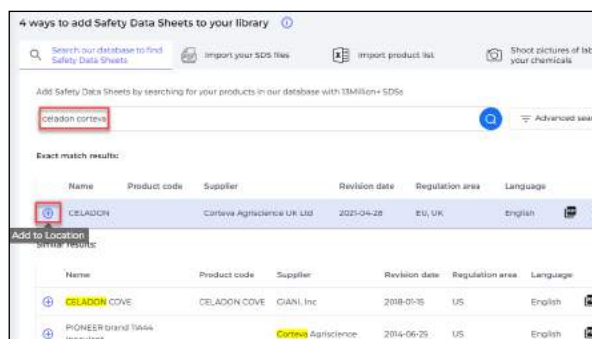 4 ways to add Safety Data Sheets to your library
Search our database to find
Safety Data Sheets
Import your SDS files
Import product list
Shoot pictures of lab
your chemicals
Add Safety Data Sheets by searching for your products in our database with 13Million+ SDSs
celadon corteva
Advanced sear
Exact match results:
Name Product code Supplier Revision date Regulation area Language
CELADON Corteva Agriscience UK Ltd 2021-04-28 EU, UK English
Add to Location
Similar results:
Name Product code Supplier Revision date Regulation area Language
CELADON COVE CELADON COVE CIANI, Inc 2018-01-15 US English
PIONEER brand 11A44 Corteva Agriscience 2014-06-25 US English
Inoculant